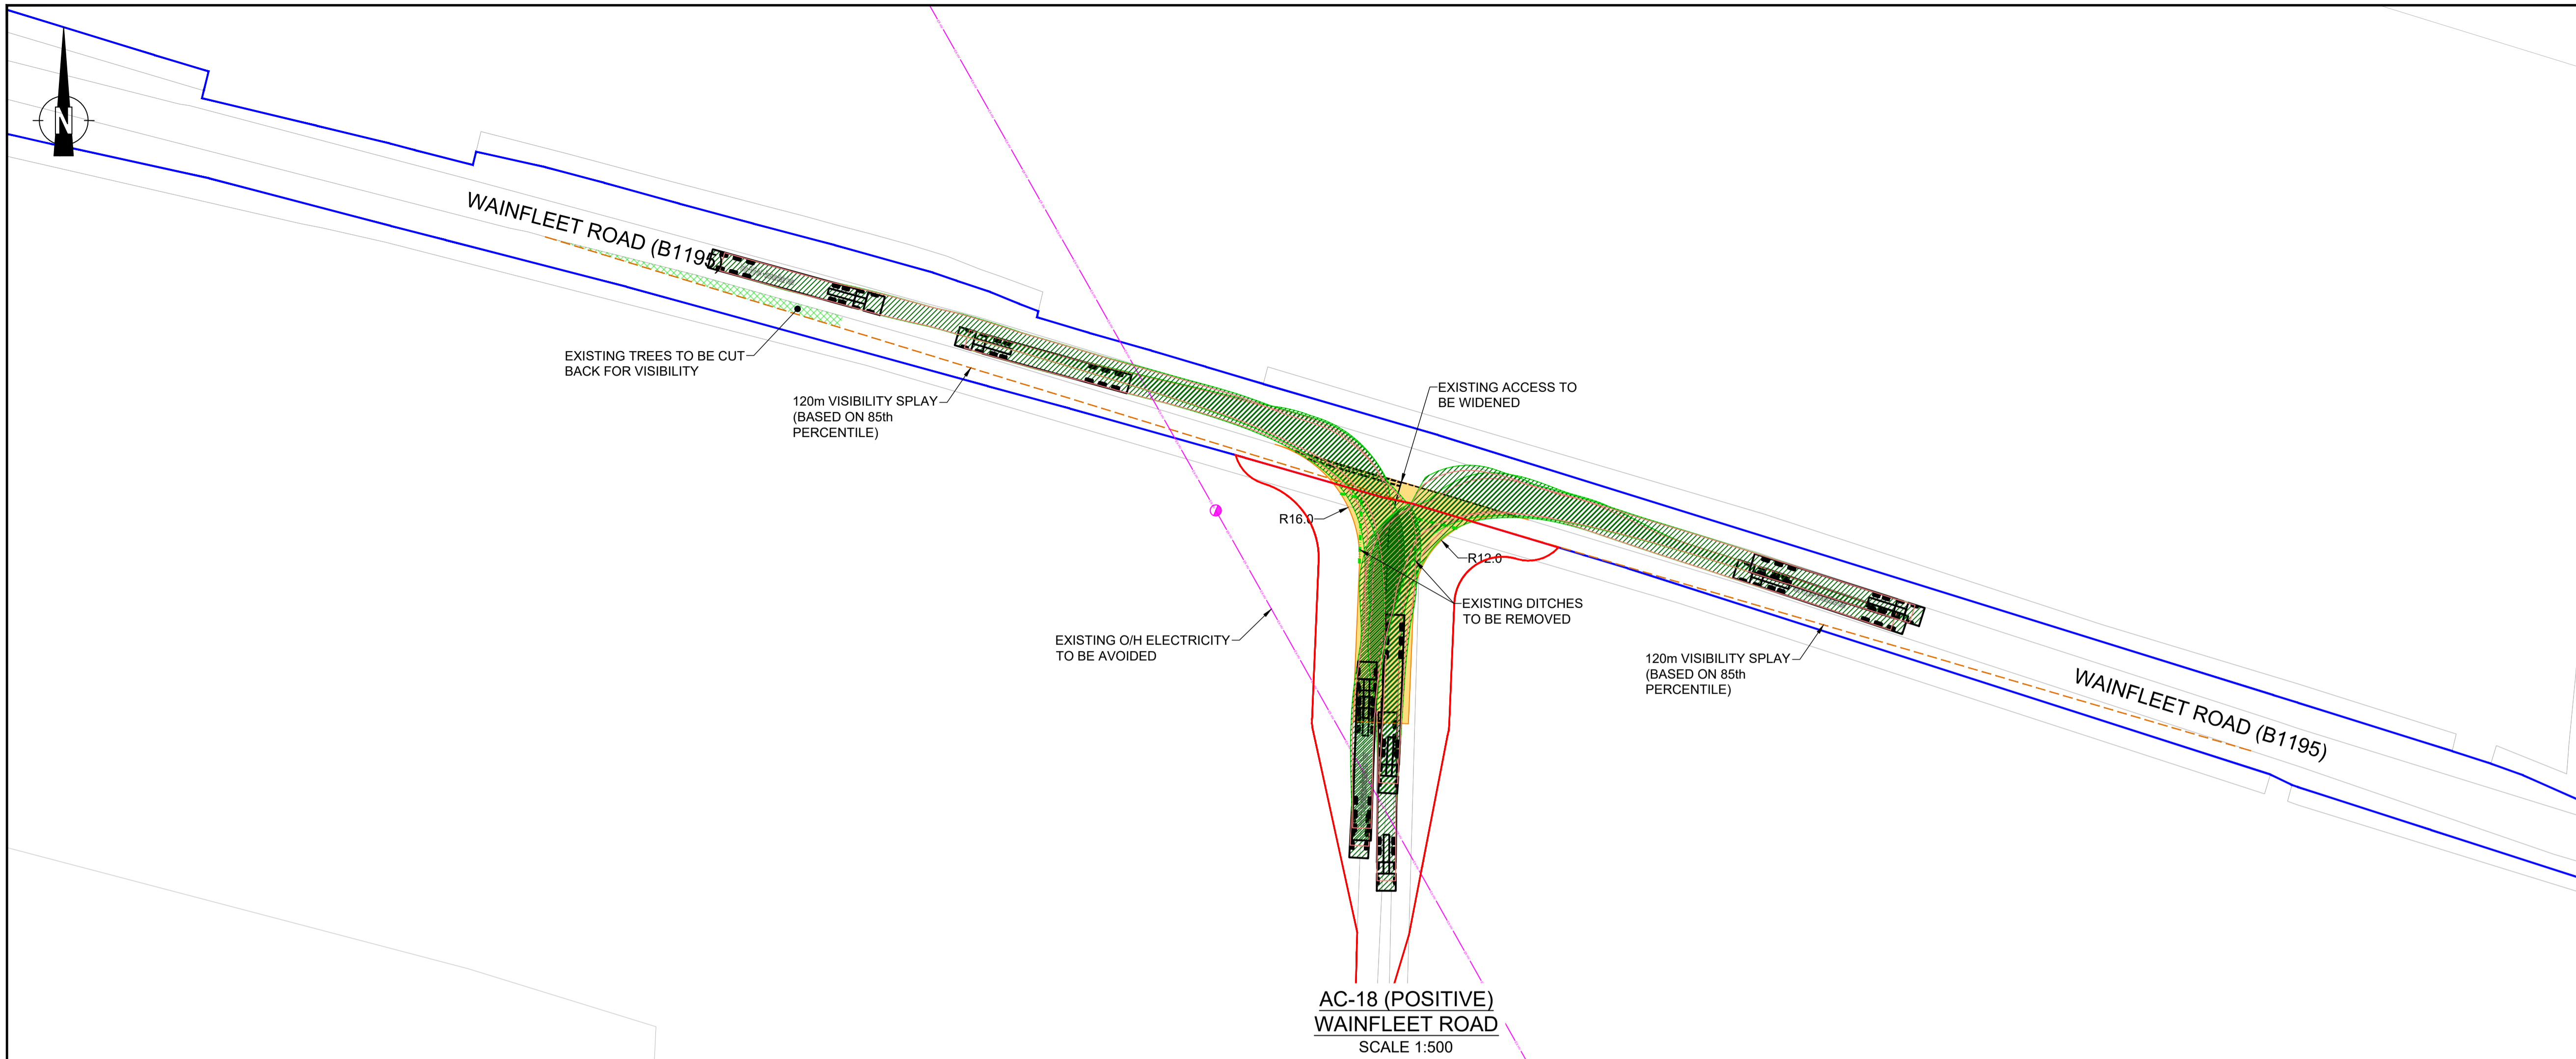 N
WAINFLEET ROAD (B1195)
EXISTING TREES TO BE CUT
BACK FOR VISIBILITY
120m VISIBILITY SPLAY
(BASED ON 85th
PERCENTILE)
EXISTING ACCESS TO
BE WIDENED
R16.0
R12.0
EXISTING DITCHES
TO BE REMOVED
EXISTING O/H ELECTRICITY
TO BE AVOIDED
120m VISIBILITY SPLAY
(BASED ON 85th
PERCENTILE)
WAINFLEET ROAD (B1195)
AC-18 (POSITIVE)
WAINFLEET ROAD
SCALE 1:500